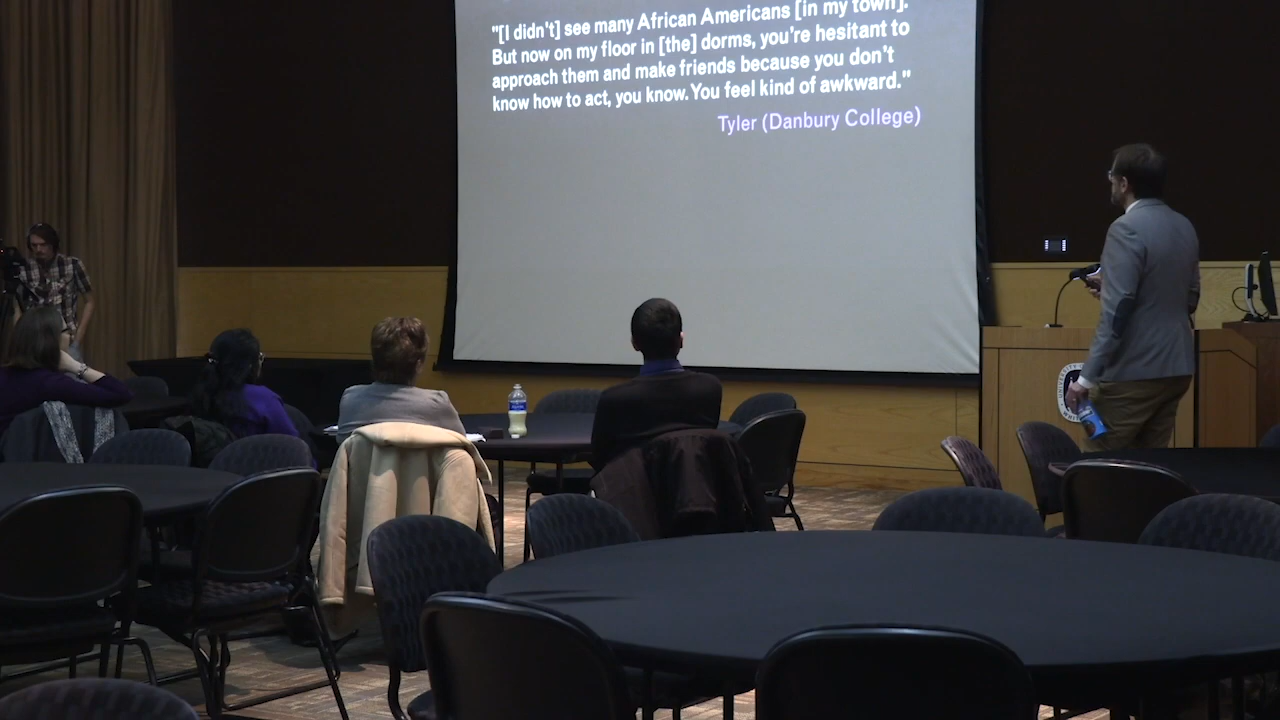 "[I didn't] see many African Americans [in my town].
But now on my floor in [the] dorms, you're hesitant to
approach them and make friends because you don't
know how to act, you know. You feel kind of awkward."
Tyler (Danbury College)
UNIVERSITY